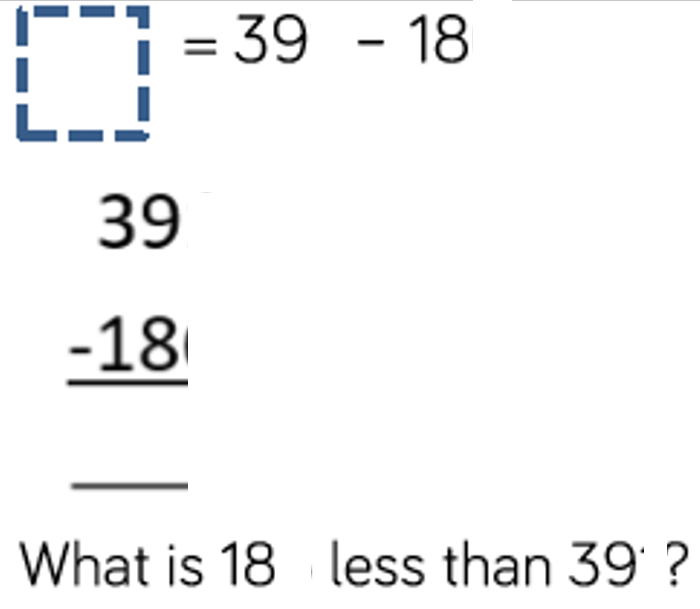 = 39 - 18
39
-18
What is 18 less than 39 ?